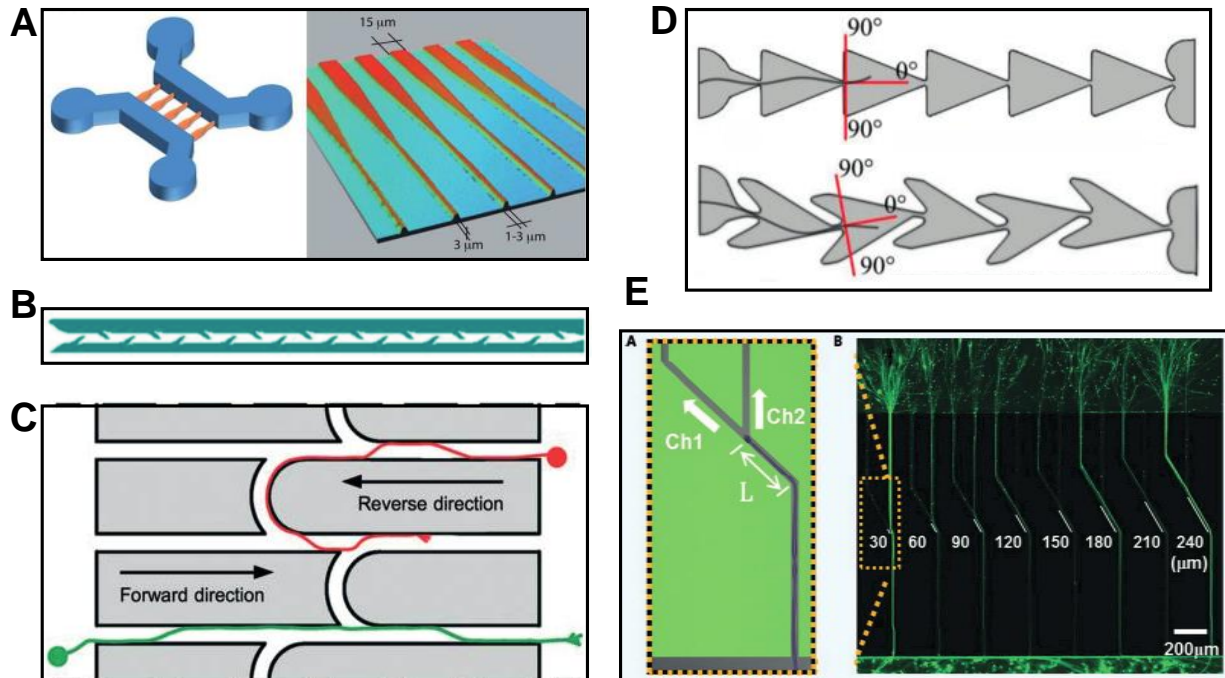 A
15 μm
3 μm
1-3 μm
B
C
Reverse direction
Forward direction
D
90°
0°
90°
90°
0°
90°
E
A
Ch1
Ch2
L
B
30 60 90 120 150 180 210 240
(μm)
200μm